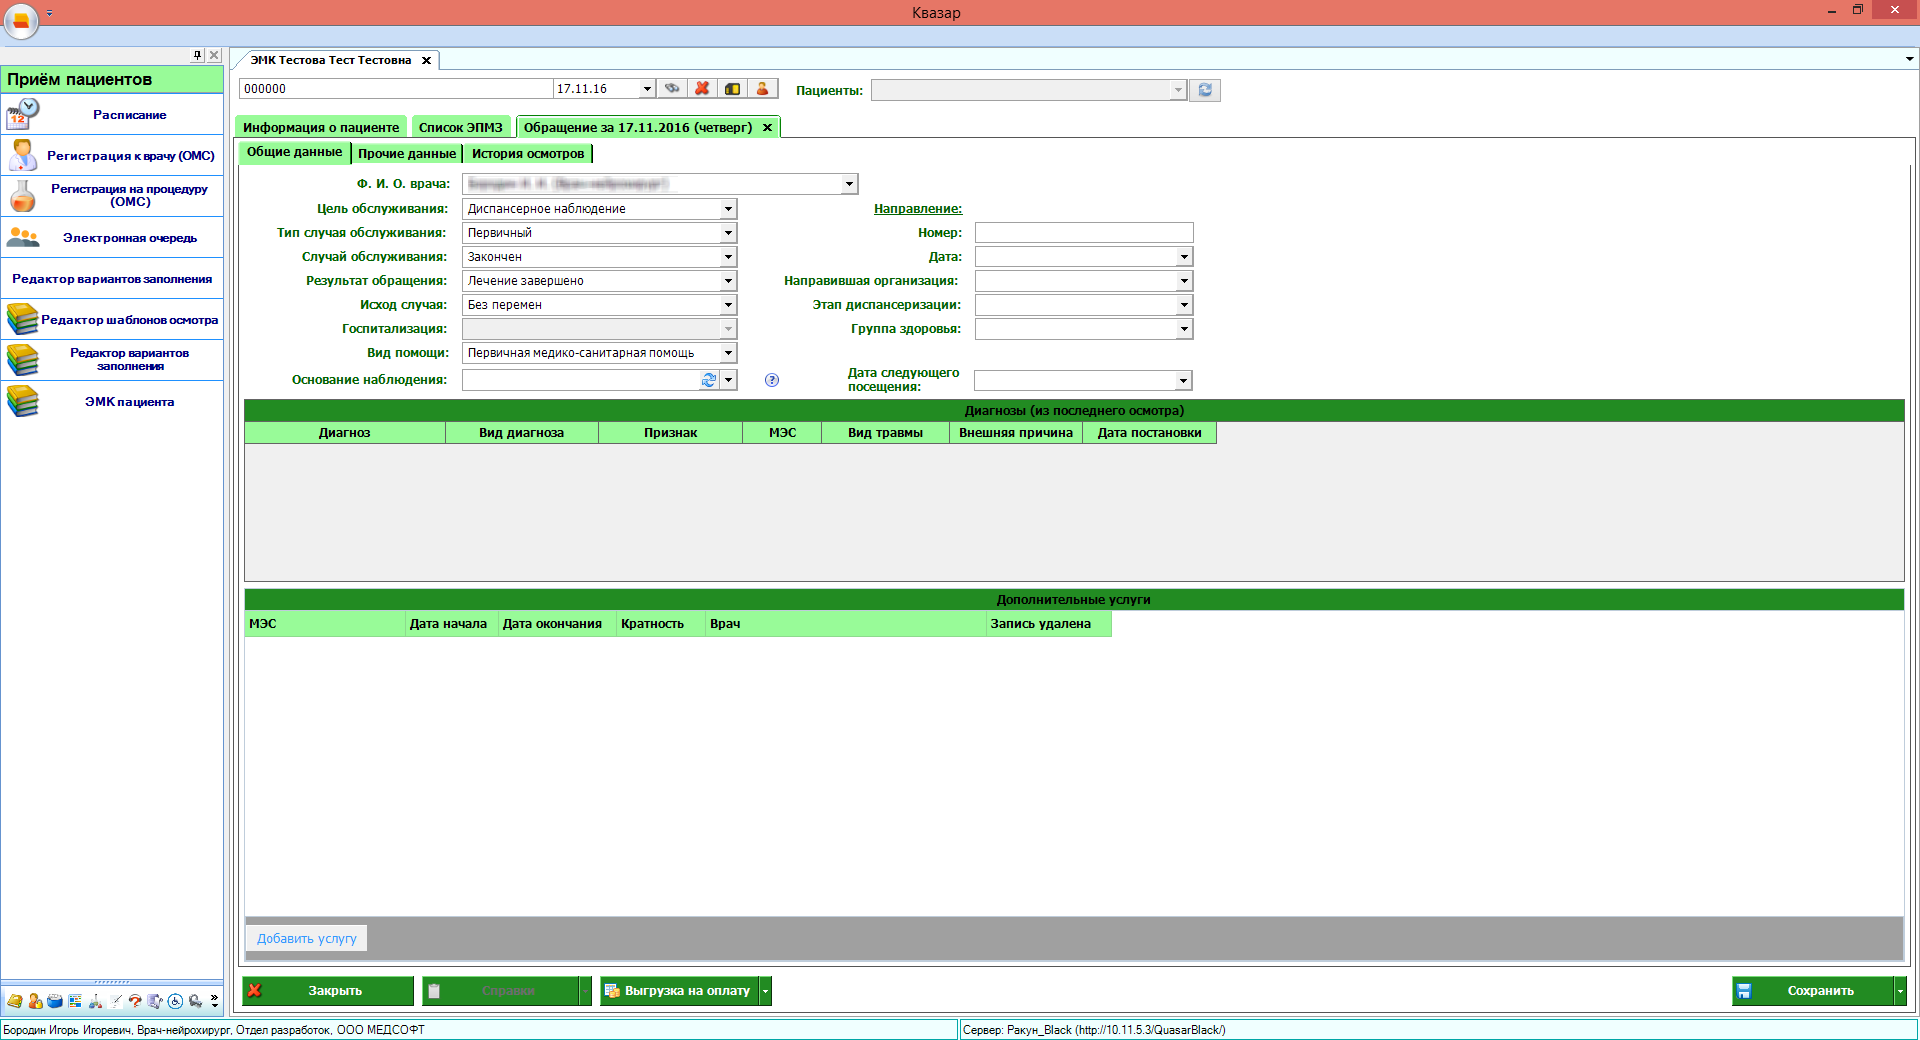 Квазар
ЭМК Тестова Тест Тестовна
Приём пациентов
Расписание
Регистрация к врачу (ОМС)
Регистрация на процедуру
(ОМС)
Электронная очередь
Редактор вариантов заполнения
Редактор шаблонов осмотра
Редактор вариантов
заполнения
ЭМК пациента
000000
17.11.16
Пациенты:
Информация о пациенте
Список ЭПМЗ
Обращение за 17.11.2016 (четверг)
Общие данные
Прочие данные
История осмотров
Ф. И. О. врача:
Цель обслуживания: Диспансерное наблюдение
Направление:
Тип случая обслуживания: Первичный
Номер:
Случай обслуживания: Закончен
Дата:
Результат обращения: Лечение завершено
Направившая организация:
Исход случая: Без перемен
Этап диспансеризации:
Госпитализация:
Группа здоровья:
Вид помощи: Первичная медико-санитарная помощь
Основание наблюдения:
Дата следующего
посещения:
Диагнозы (из последнего осмотра)
Диагноз Вид диагноза Признак МЭС Вид травмы Внешняя причина Дата постановки
Дополнительные услуги
МЭС Дата начала Дата окончания Кратность Врач Запись удалена
Добавить услугу
Закрыть
Справки
Выгрузка на оплату
Сохранить
Бородин Игорь Игоревич, Врач-нейрохирург, Отдел разработок, ООО МЕДСОФТ
Сервер: Ракун_Black (http://10.11.5.3/QuasarBlack/)